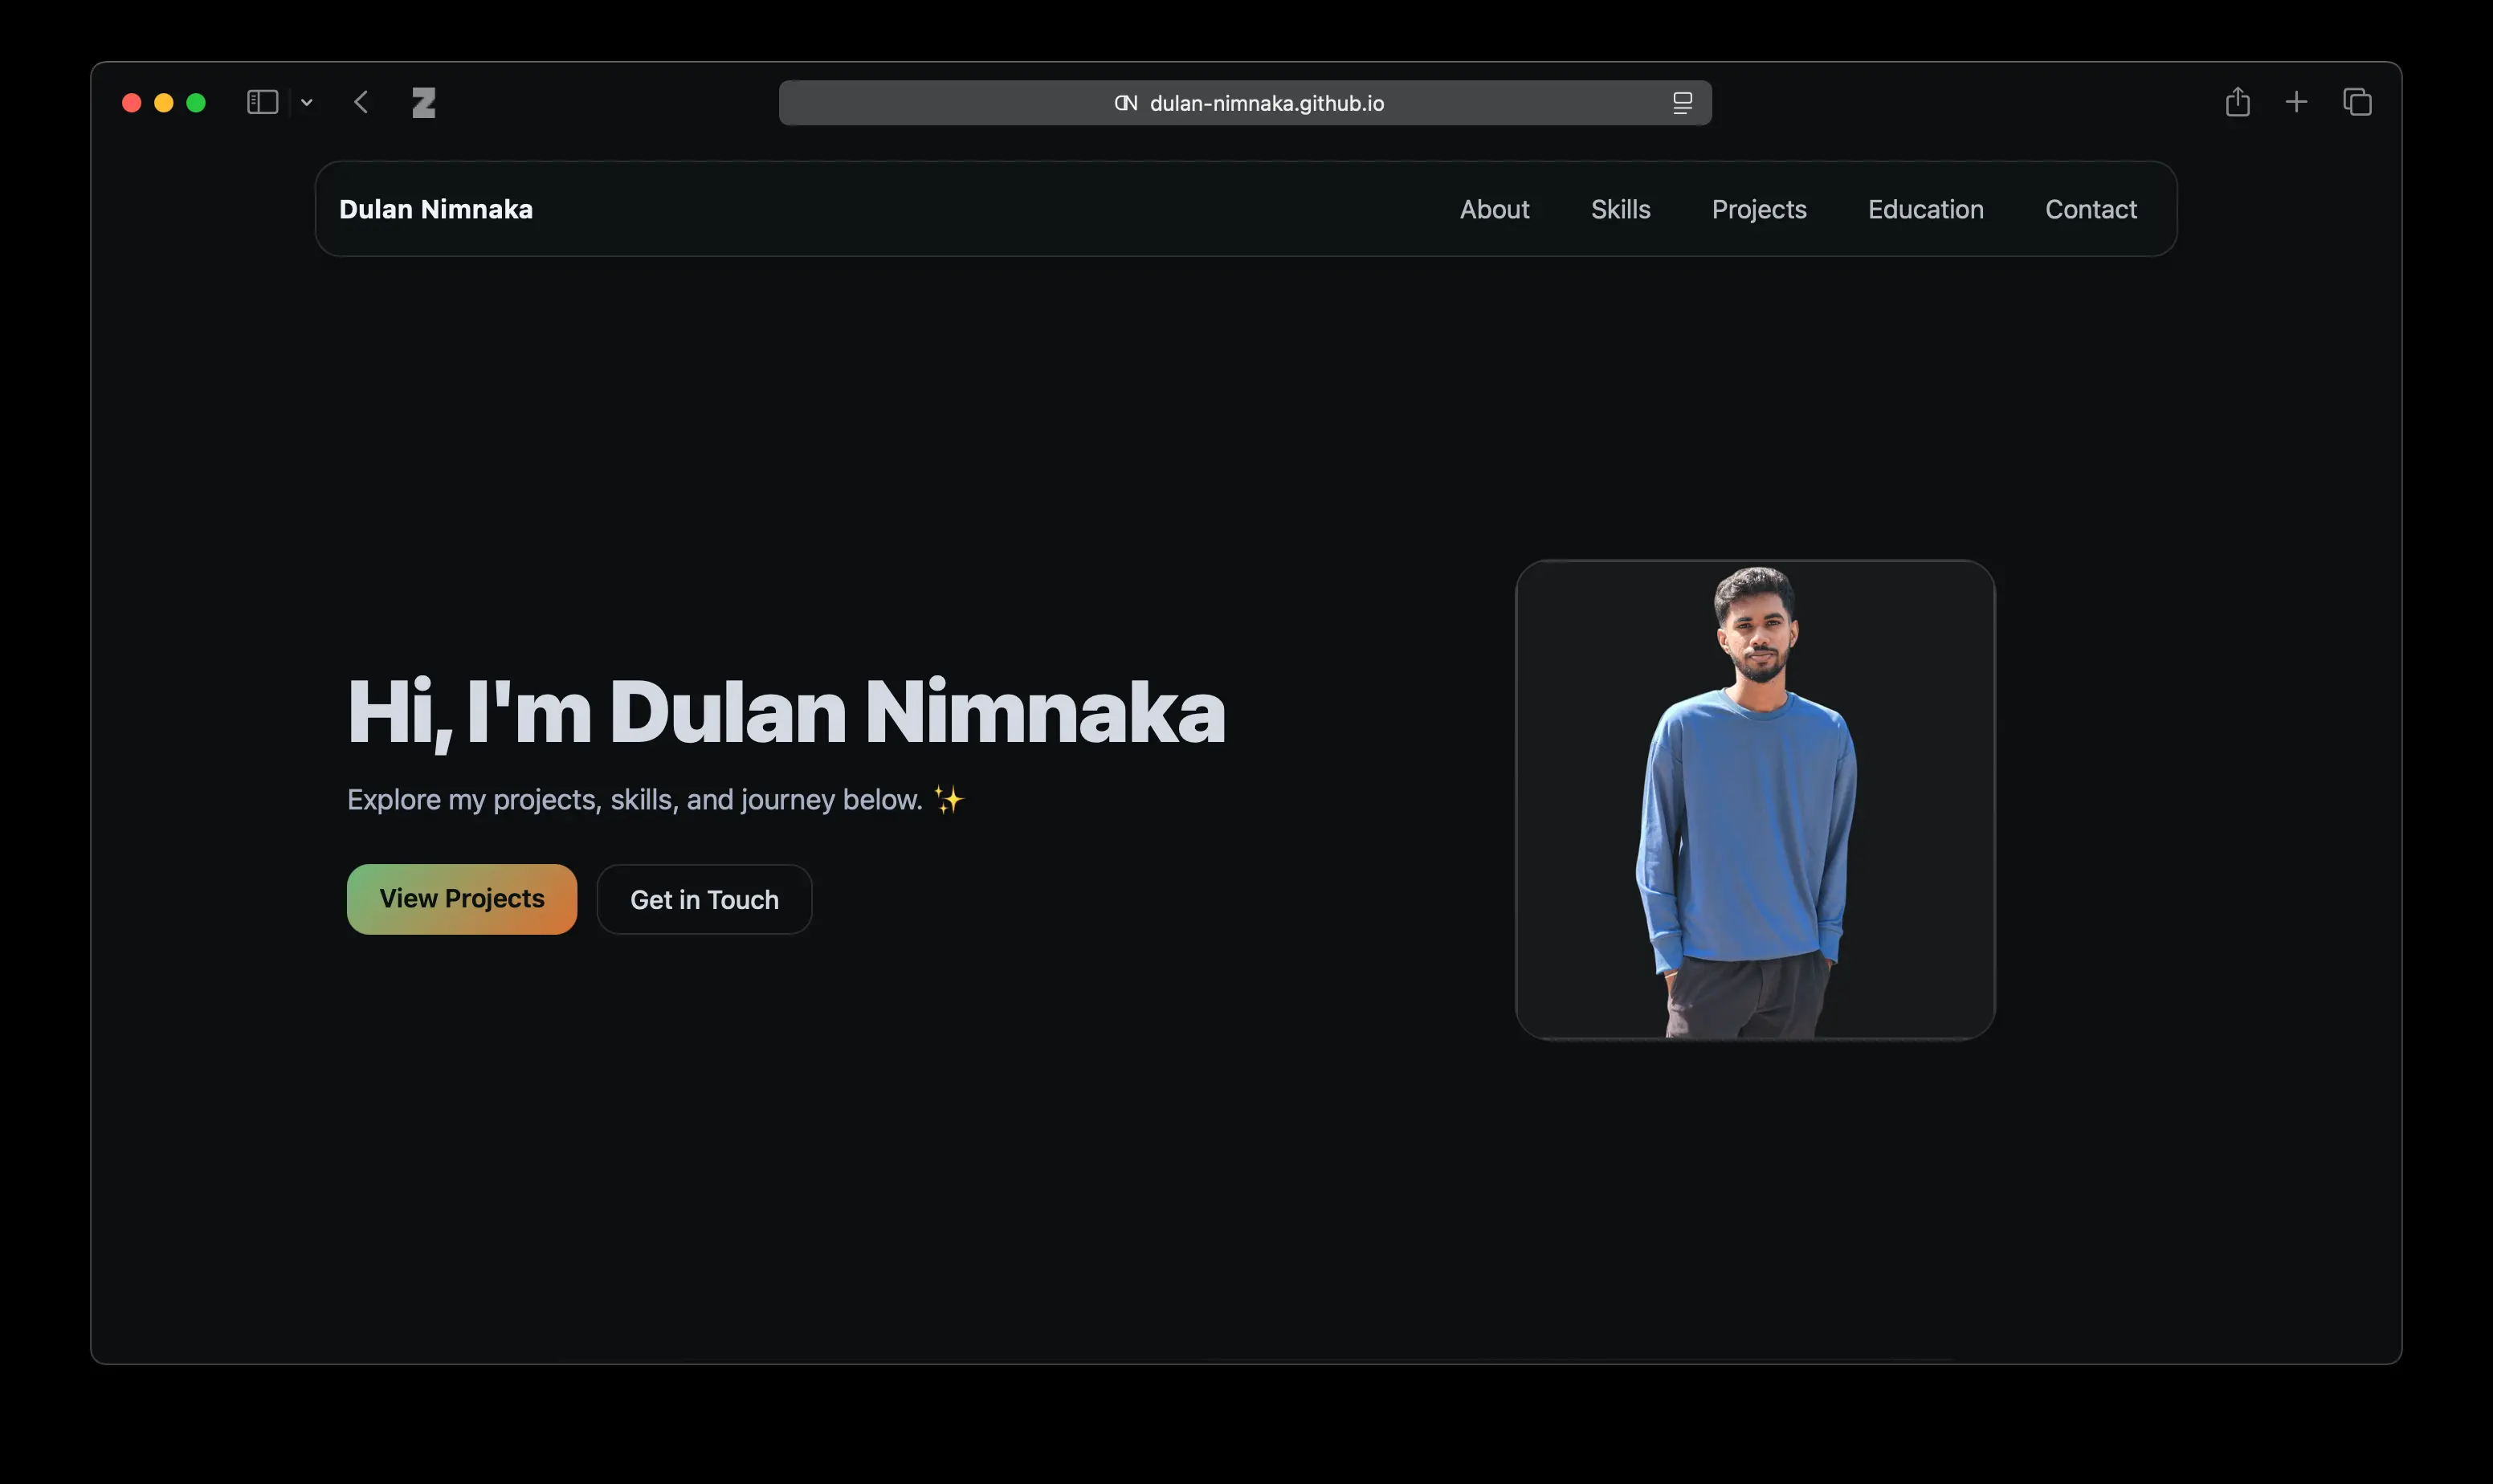 dulan-nimnaka.github.io
Dulan Nimnaka
About Skills Projects Education Contact
Hi, I'm Dulan Nimnaka
Explore my projects, skills, and journey below. ✨
View Projects Get in Touch